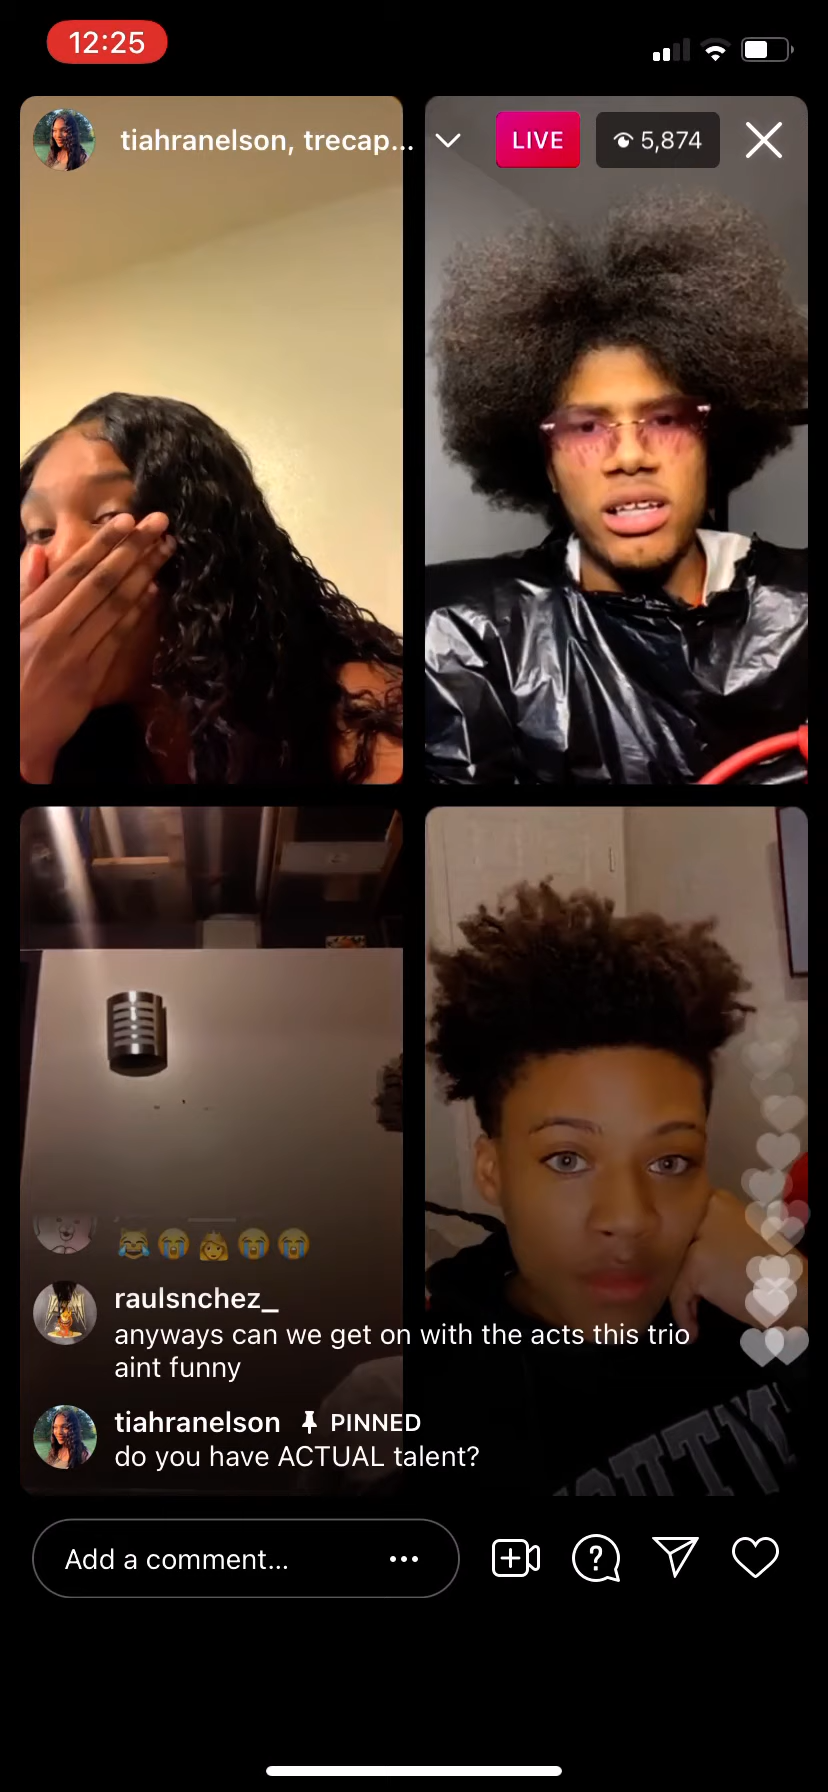 12:25
tiahranelson, trecap...
LIVE
5,874
😹😭👸😭😭
raulsnchez_
anyways can we get on with the acts this trio
aint funny
tiahranelson PINNED
do you have ACTUAL talent?
Add a comment...